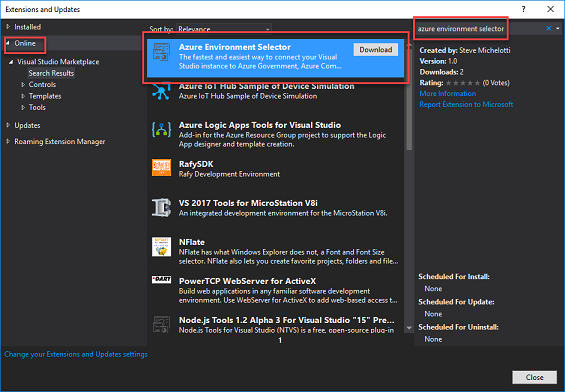 Extensions and Updates
? ×
Installed
Online
Visual Studio Marketplace
Search Results
Controls
Templates
Tools
Updates
Roaming Extension Manager
Sort by: Relevance
Azure Environment Selector
Download
The fastest and easiest way to connect your Visual
Studio instance to Azure Government, Azure Com...
Azure IoT Hub Sample of Device Simulation
Azure IoT Hub Sample of Device Simulation
Azure Logic Apps Tools for Visual Studio
Add-in for the Azure Resource Group project to support the Logic
App designer and template creation.
RafySDK
Rafy Development Environment
VS 2017 Tools for MicroStation V8i
An integrated development environment for the MicroStation V8i.
NFlate
NFlate has what Windows Explorer does not, a Font and Font Size
selector. NFlate also lets you create favorite projects, folders and file...
PowerTCP WebServer for ActiveX
Build web applications in any familiar software development
environment. Use WebServer for ActiveX to add web-based access t...
Node.js Tools 1.2 Alpha 3 For Visual Studio "15" Pre...
Node.js Tools for Visual Studio (NTVS) is a free, open-source plug-in
1
azure environment selector
Created by: Steve Michelotti
Version: 1.0
Downloads: 2
Rating: (0 Votes)
More Information
Report Extension to Microsoft
Scheduled For Install:
None
Scheduled For Update:
None
Scheduled For Uninstall:
None
Change your Extensions and Updates settings
Close